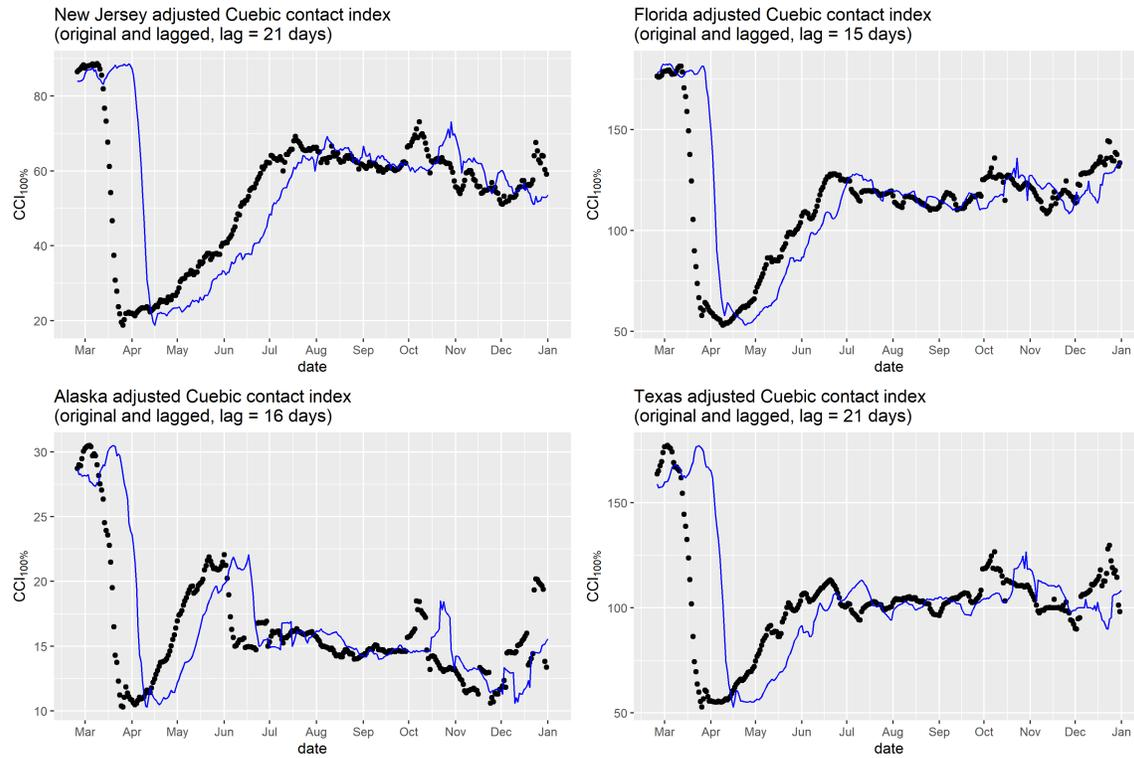 New Jersey adjusted Cuebic contact index
(original and lagged, lag = 21 days)
CCI100%
80
60
40
20
Mar Apr May Jun Jul Aug Sep Oct Nov Dec Jan
date
Florida adjusted Cuebic contact index
(original and lagged, lag = 15 days)
CCI100%
150
100
50
Mar Apr May Jun Jul Aug Sep Oct Nov Dec Jan
date
Alaska adjusted Cuebic contact index
(original and lagged, lag = 16 days)
CCI100%
30
25
20
15
10
Mar Apr May Jun Jul Aug Sep Oct Nov Dec Jan
date
Texas adjusted Cuebic contact index
(original and lagged, lag = 21 days)
CCI100%
150
100
50
Mar Apr May Jun Jul Aug Sep Oct Nov Dec Jan
date